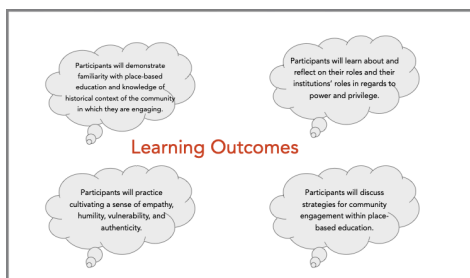 Participants will demonstrate
familiarity with place-based
education and knowledge of
historical context of the community
in which they are engaging.
Participants will learn about and
reflect on their roles and their
institutions' roles in regards to
power and privilege.
Learning Outcomes
Participants will practice
cultivating a sense of empathy,
humility, vulnerability, and
authenticity.
Participants will discuss
strategies for community
engagement within place-
based education.